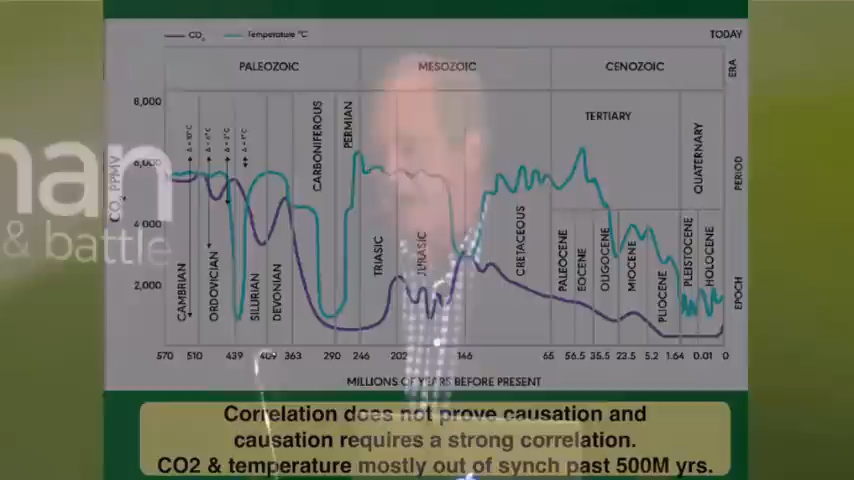 CO2 Temperature °C TODAY
PALEOZOIC MESOZOIC CENOZOIC ERA
8,000
6,000
4,000
2,000
CO2 PPMV
CARBONIFEROUS
PERMIAN
TERTIARY
QUATERNARY
PERIOD
CAMBRIAN
ORDOVICIAN
SILURIAN
DEVONIAN
TRIASIC
JURASIC
CRETACEOUS
PALEOCENE
EOCENE
OLIGOCENE
MIOCENE
PLIOCENE
PLEISTOCENE
HOLOCENE
EPOCH
570 510 439 409 363 290 246 202 146 65 56.5 35.5 23.5 5.2 1.64 0.01 0
MILLIONS OF YEARS BEFORE PRESENT
nan
& battle
Correlation does not prove causation and
causation requires a strong correlation.
CO2 & temperature mostly out of synch past 500M yrs.